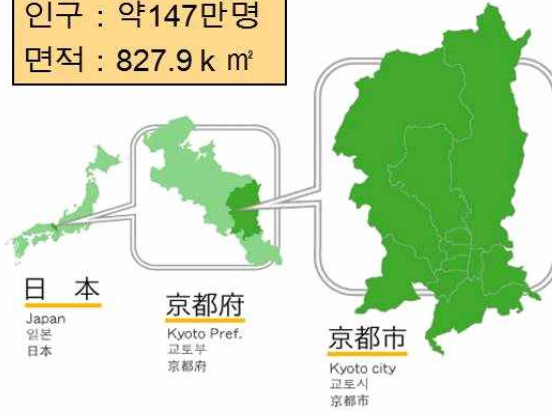 인구 : 약147만명
면적 : 827.9 k ㎡
日 本
Japan
일본
日本
京都府
Kyoto Pref.
교토부
京都府
京都市
Kyoto city
교토시
京都市